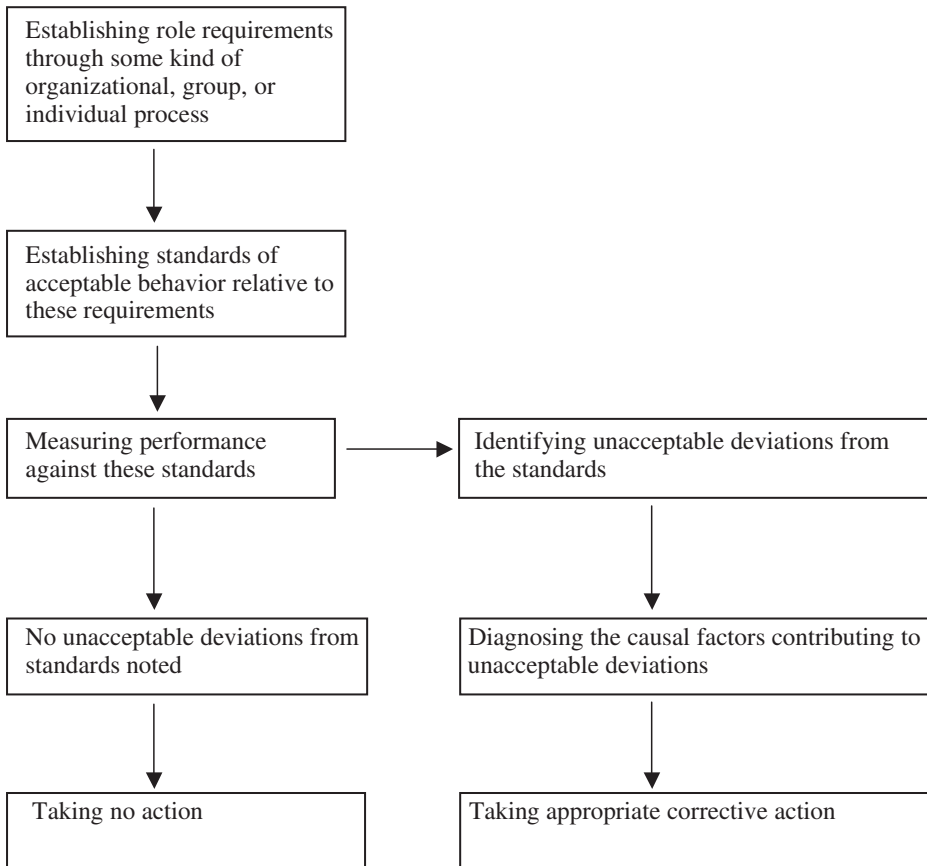 Establishing role requirements
through some kind of
organizational, group, or
individual process
Establishing standards of
acceptable behavior relative to
these requirements
Measuring performance
against these standards
Identifying unacceptable deviations from
the standards
No unacceptable deviations from
standards noted
Diagnosing the causal factors contributing to
unacceptable deviations
Taking no action
Taking appropriate corrective action